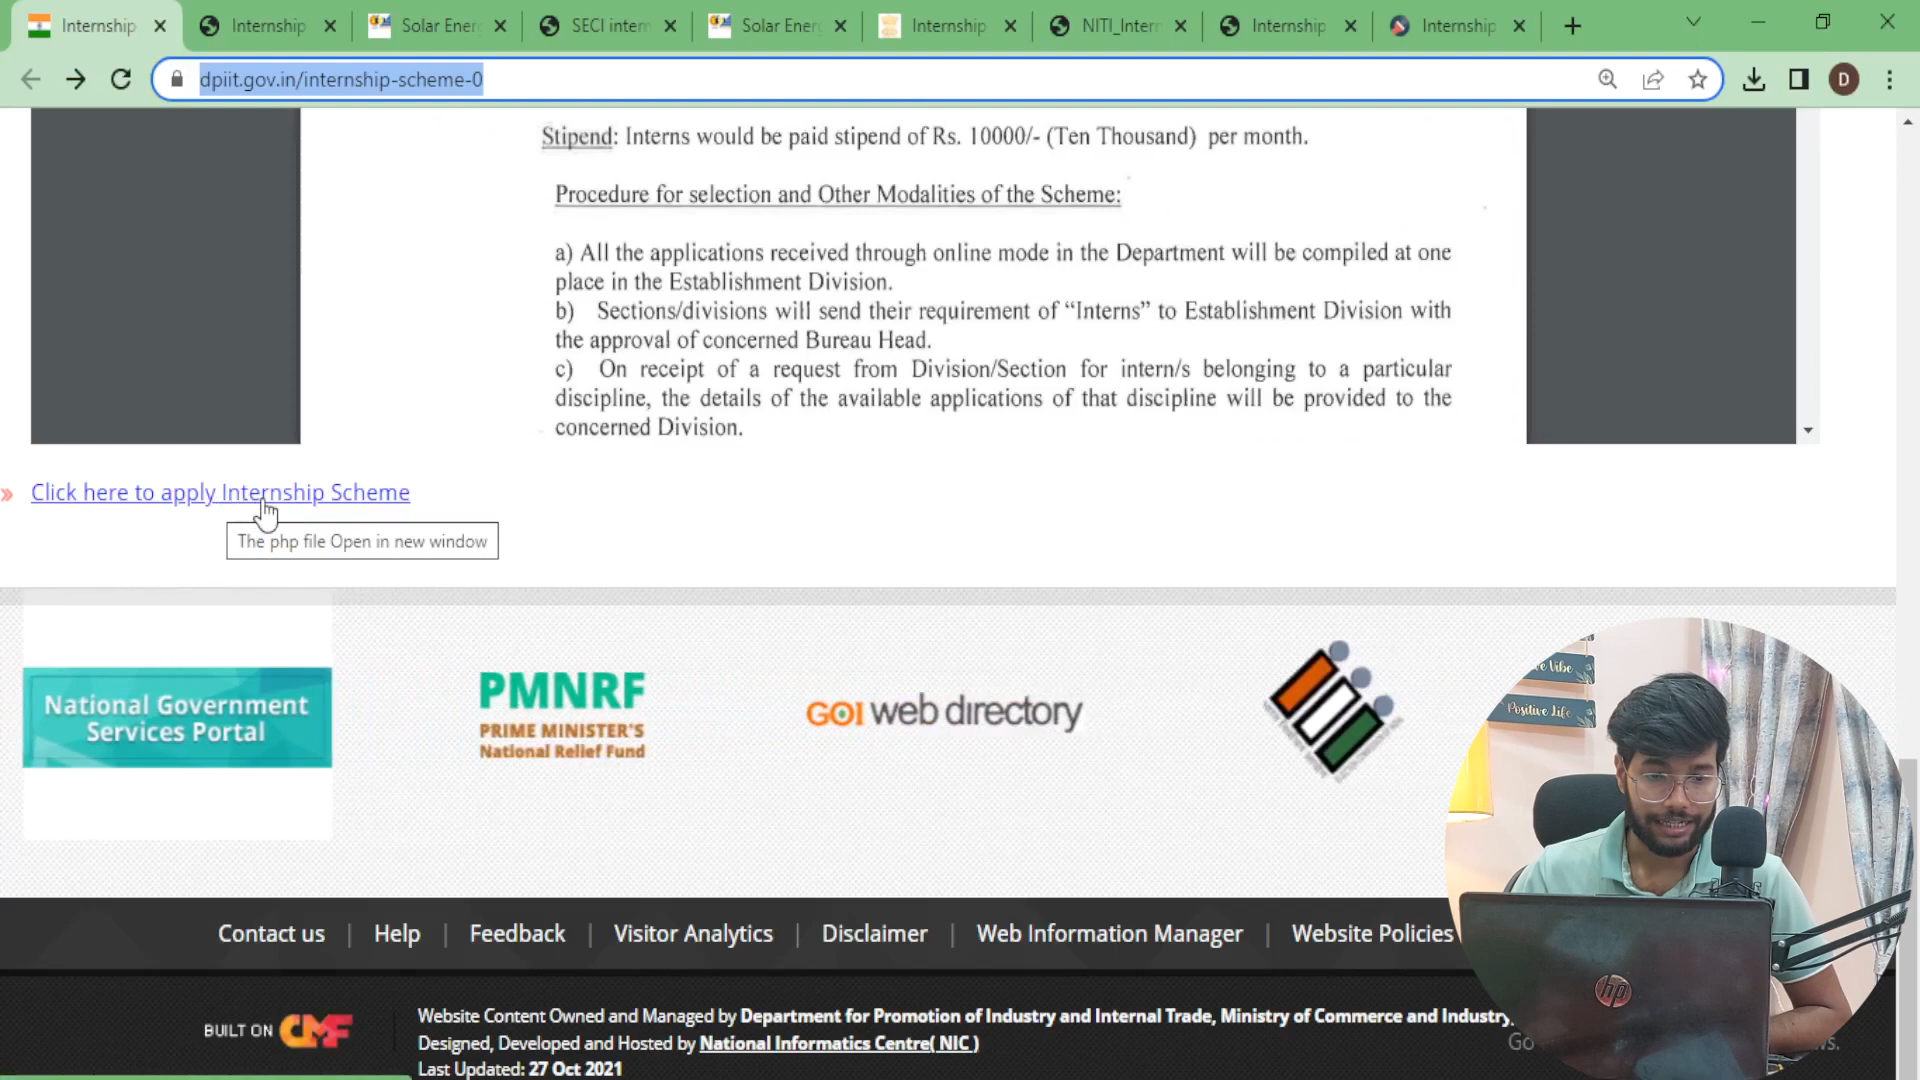 Internship
Internship
Solar Ener
SECI intern
Solar Ener
Internship
NITI_Inter
Internship
Internship
dpiit.gov.in/internship-scheme-0
D
Stipend: Interns would be paid stipend of Rs. 10000/- (Ten Thousand) per month.
Procedure for selection and Other Modalities of the Scheme:
a) All the applications received through online mode in the Department will be compiled at one
place in the Establishment Division.
b) Sections/divisions will send their requirement of “Interns” to Establishment Division with
the approval of concerned Bureau Head.
c) On receipt of a request from Division/Section for intern/s belonging to a particular
discipline, the details of the available applications of that discipline will be provided to the
concerned Division.
» Click here to apply Internship Scheme
The php file Open in new window
National Government
Services Portal
PMNRF
PRIME MINISTER'S
National Relief Fund
GOI web directory
Vibe
Positive Life
hp
Contact us | Help | Feedback | Visitor Analytics | Disclaimer | Web Information Manager | Website Policies
BUILT ON CMF
Website Content Owned and Managed by Department for Promotion of Industry and Internal Trade, Ministry of Commerce and Industry,
Designed, Developed and Hosted by National Informatics Centre( NIC )
Last Updated: 27 Oct 2021